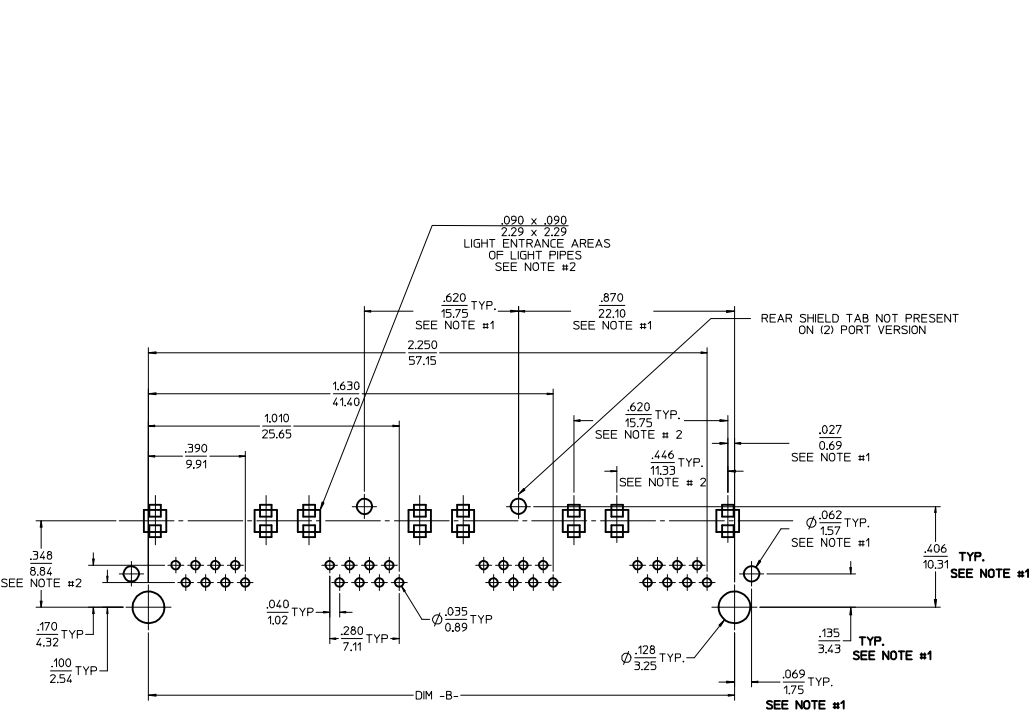 .090 x .090
2.29 x 2.29
LIGHT ENTRANCE AREAS
OF LIGHT PIPES
SEE NOTE #2
.620 TYP.
15.75
SEE NOTE #1
.870
22.10
SEE NOTE #1
REAR SHIELD TAB NOT PRESENT
ON (2) PORT VERSION
2.250
57.15
1.630
41.40
1.010
25.65
.620 TYP.
15.75
SEE NOTE # 2
.027
0.69
SEE NOTE #1
.390
9.91
.446 TYP.
11.33
SEE NOTE # 2
Ø .062 TYP.
1.57
SEE NOTE #1
.348
8.84
SEE NOTE #2
.406 TYP.
10.31
SEE NOTE #1
.040 TYP
1.02
Ø .035 TYP
0.89
.170 TYP
4.32
.280 TYP
7.11
.135 TYP.
3.43
SEE NOTE #1
.100 TYP
2.54
Ø .128 TYP.
3.25
.069 TYP.
1.75
SEE NOTE #1
DIM -B-